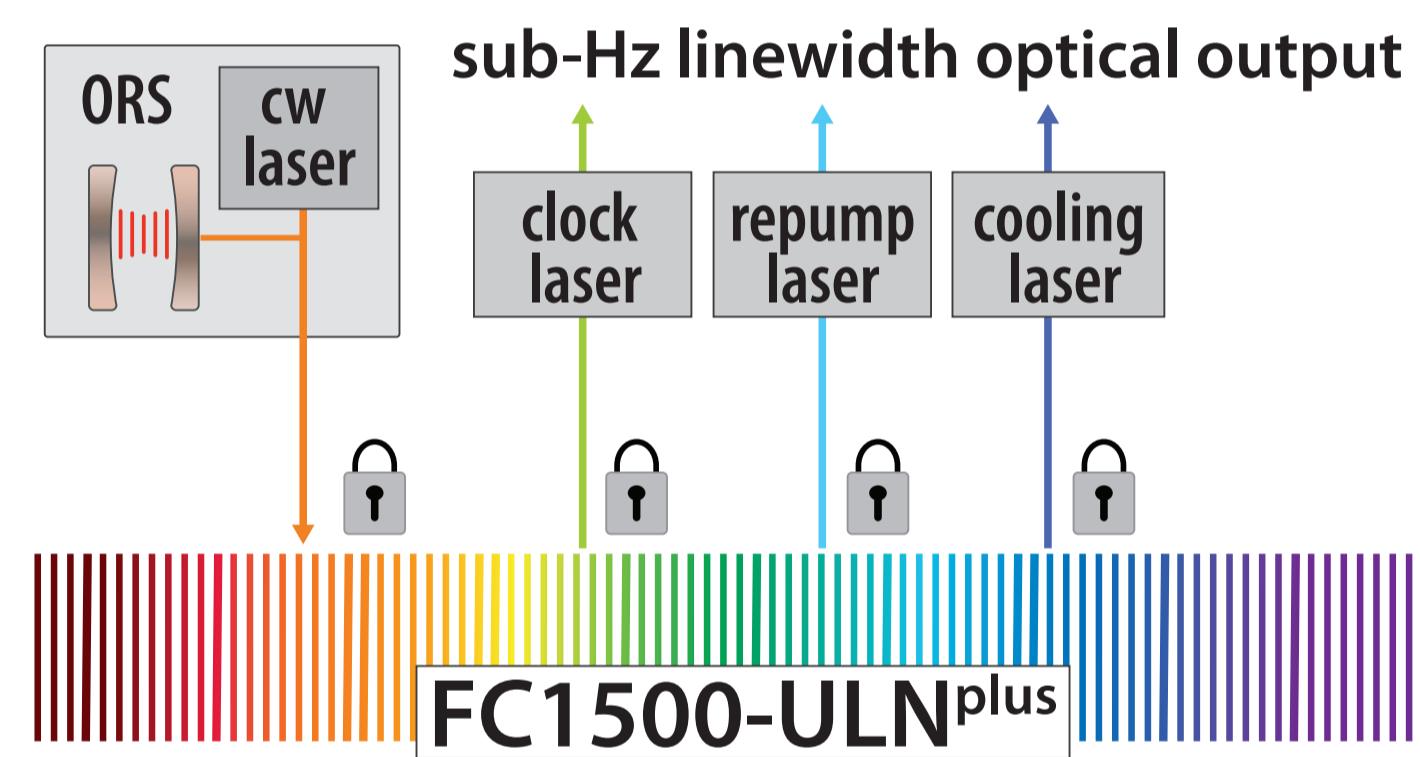 sub-Hz linewidth optical output
ORS
cw
laser
clock
laser
repump
laser
cooling
laser
FC1500-ULNplus